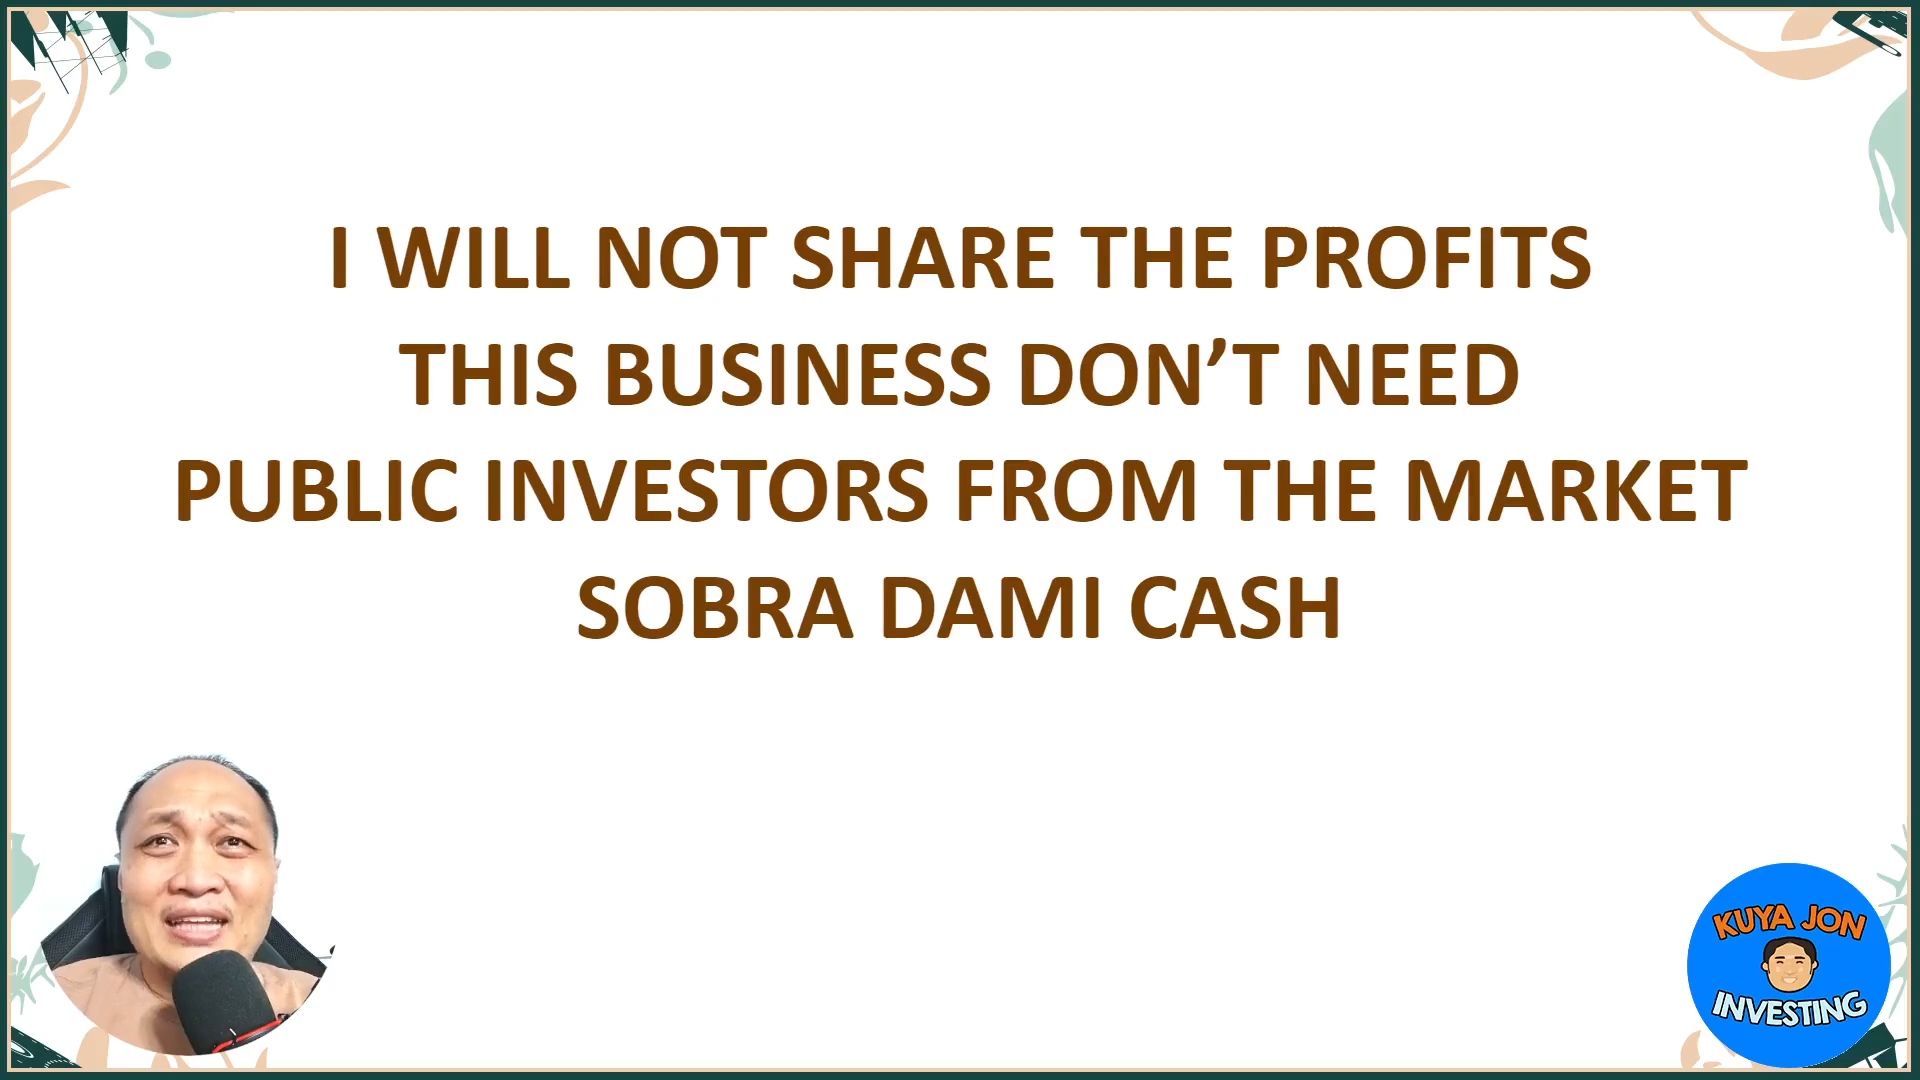 I WILL NOT SHARE THE PROFITS
THIS BUSINESS DON’T NEED
PUBLIC INVESTORS FROM THE MARKET
SOBRA DAMI CASH
KUYA JON
INVESTING